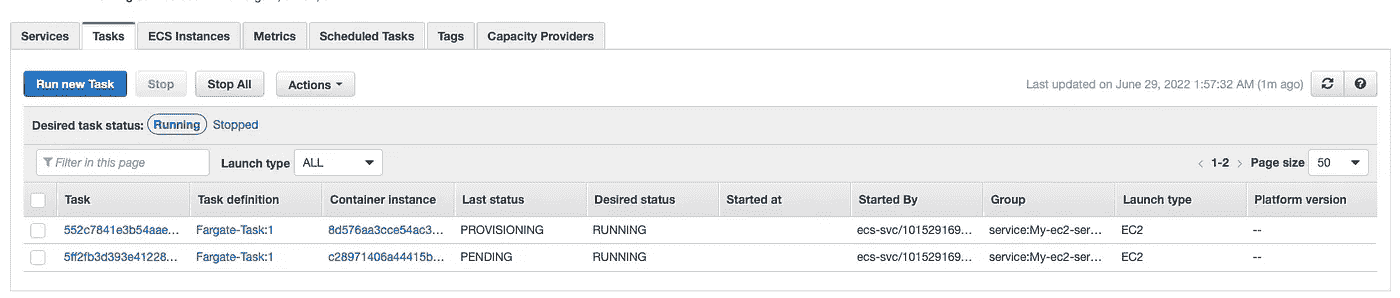 Services Tasks ECS Instances Metrics Scheduled Tasks Tags Capacity Providers
Run new Task Stop Stop All Actions Last updated on June 29, 2022 1:57:32 AM (1m ago)
Desired task status: Running Stopped
Filter in this page Launch type ALL 1-2 Page size 50
Task Task definition Container instance Last status Desired status Started at Started By Group Launch type Platform version
552c7841e3b54aae... Fargate-Task:1 8d576aa3cce54ac3... PROVISIONING RUNNING ecs-svc/101529169... service:My-ec2-ser... EC2 --
5ff2fb3d393e41228... Fargate-Task:1 c28971406a44415b... PENDING RUNNING ecs-svc/101529169... service:My-ec2-ser... EC2 --